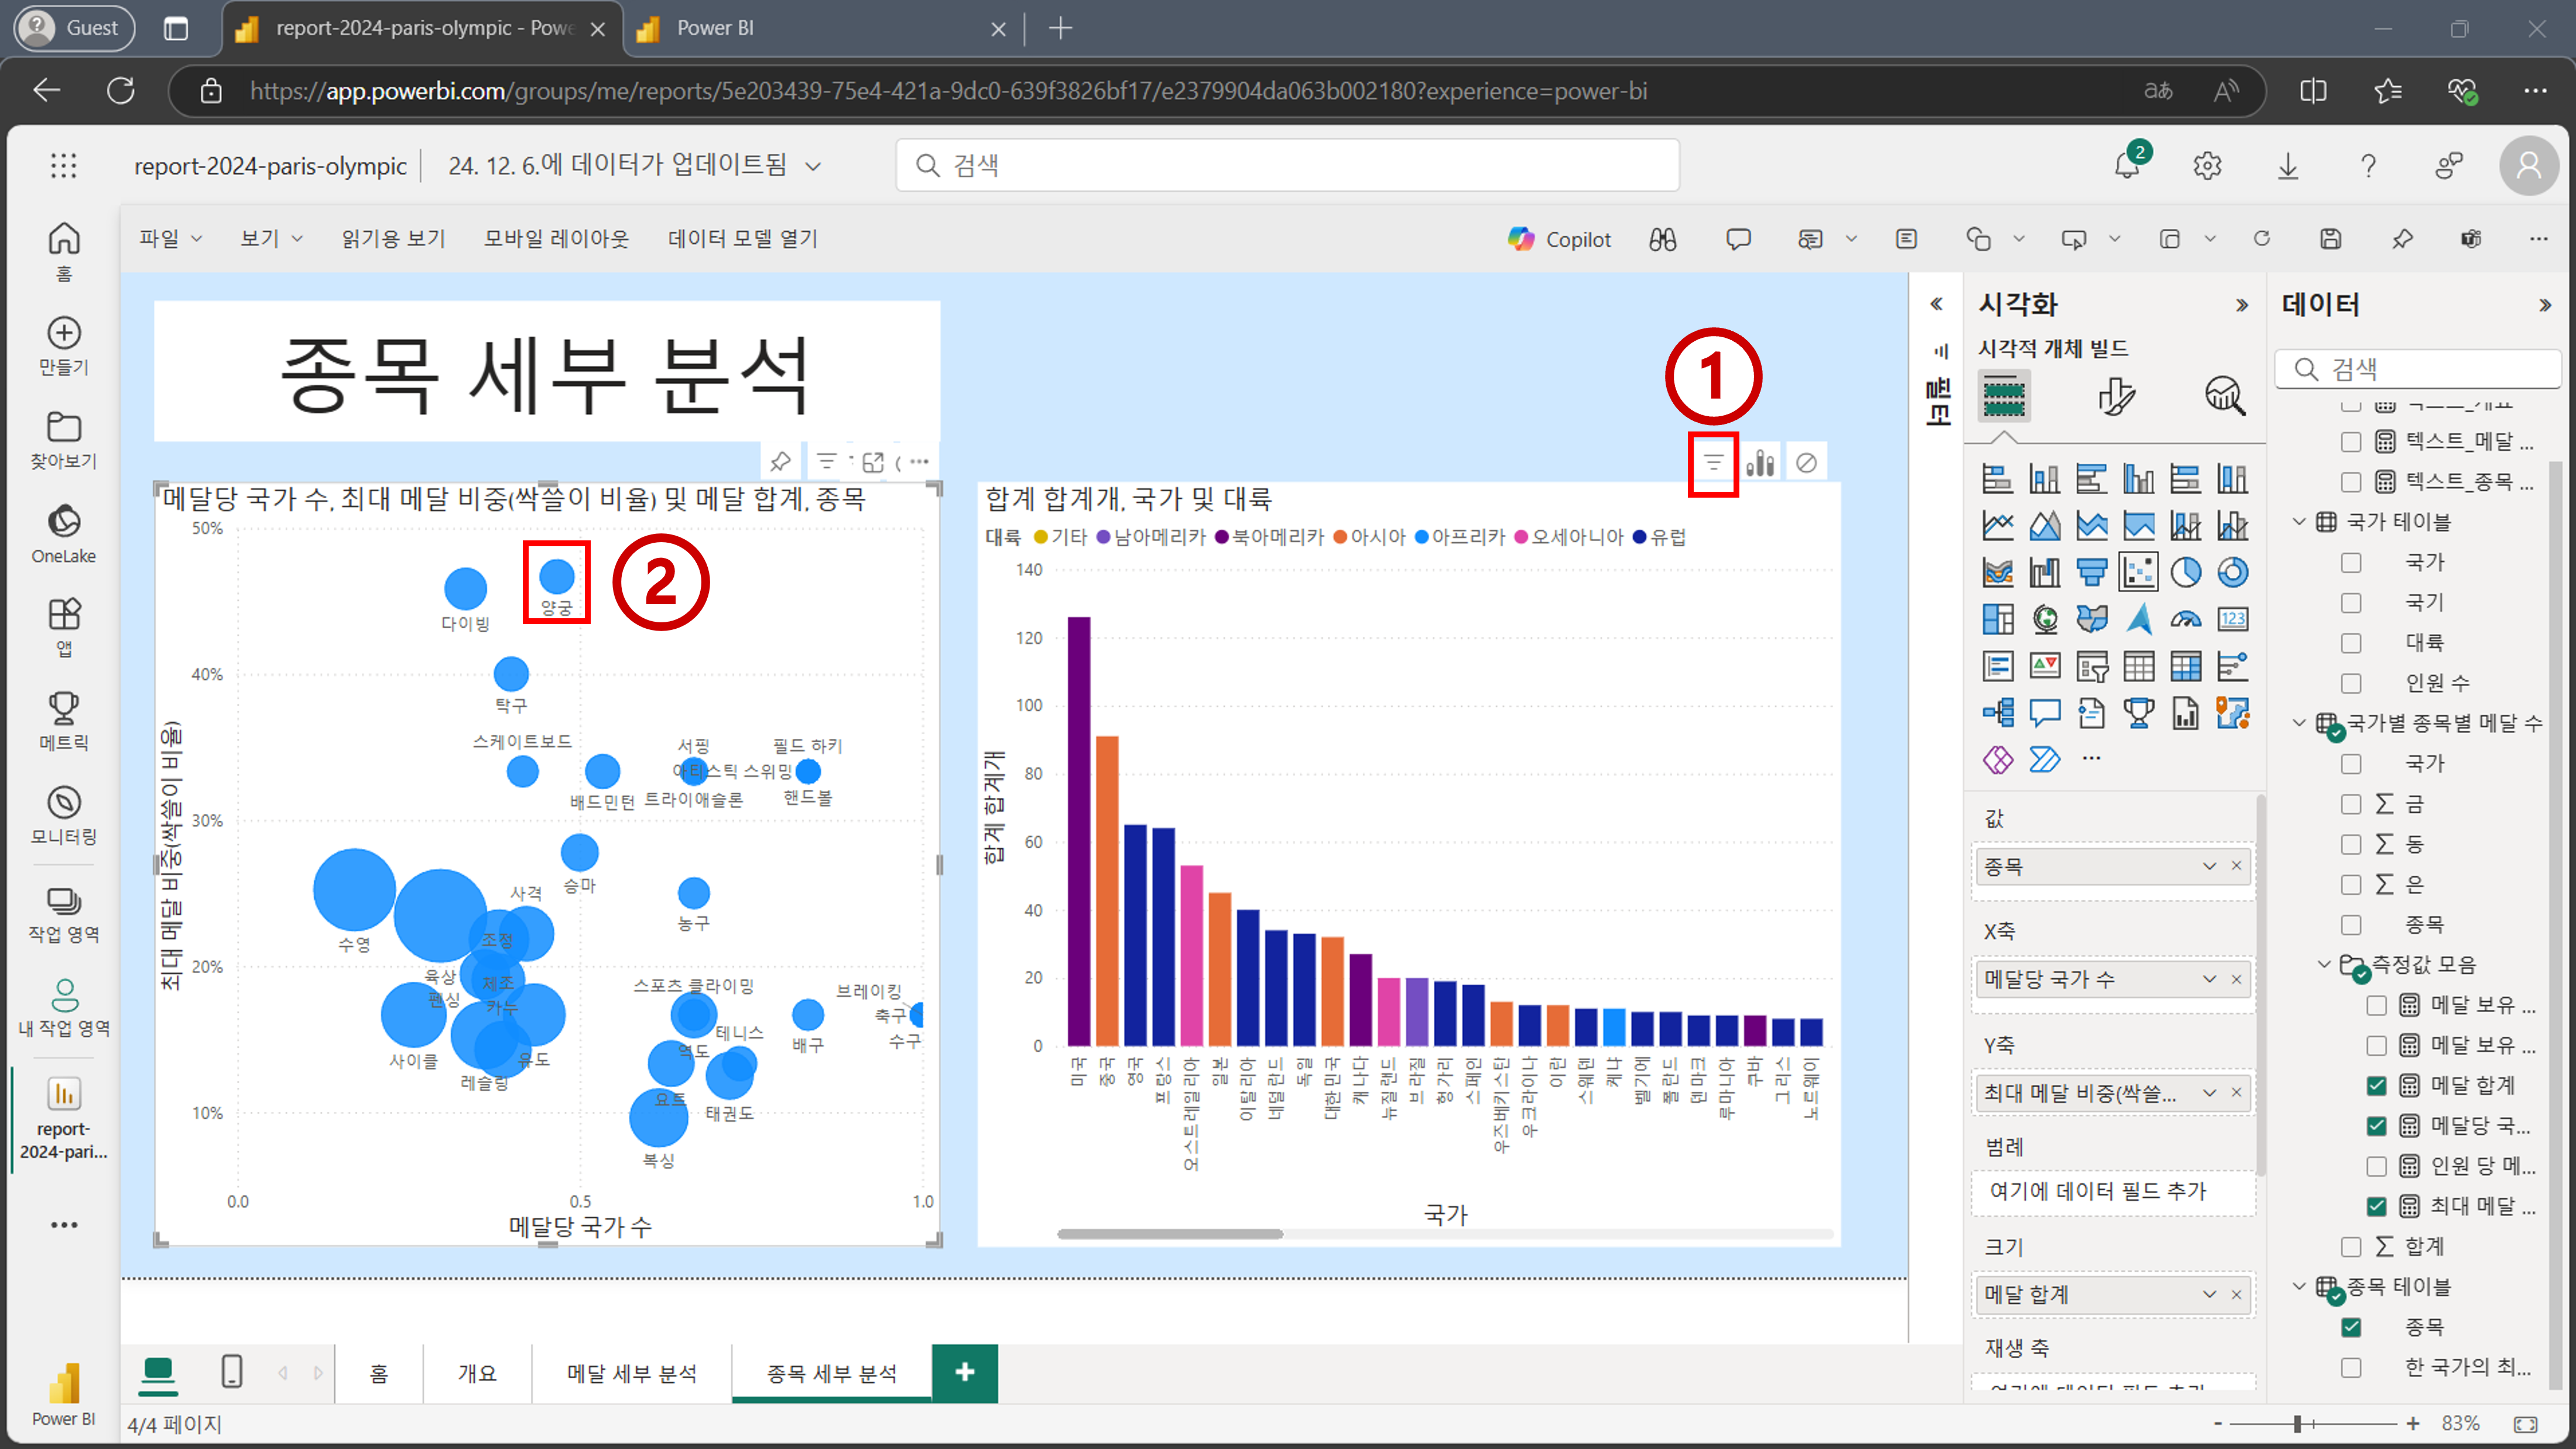 Guest
report-2024-paris-olympic - Powe
Power BI
https://app.powerbi.com/groups/me/reports/5e203439-75e4-421a-9dc0-639f3826bf17/e2379904da063b002180?experience=power-bi
report-2024-paris-olympic
24. 12. 6.에 데이터가 업데이트됨
검색
2
파일
보기
읽기용 보기
모바일 레이아웃
데이터 모델 열기
Copilot
홈
만들기
찾아보기
OneLake
앱
메트릭
모니터링
작업 영역
내 작업 영역
report-
2024-pari...
Power BI
종목 세부 분석
1
메달당 국가 수, 최대 메달 비중(싹쓸이 비율) 및 메달 합계, 종목
50%
40%
30%
20%
10%
최대 메달 비중(싹쓸이 비율)
다이빙
양궁
2
탁구
스케이트보드
서핑
필드 하키
아티스틱 스위밍
배드민턴
트라이애슬론
핸드볼
승마
사격
농구
수영
조정
육상
체조
펜싱
카누
스포츠 클라이밍
브레이킹
축구
수구
테니스
배구
역도
사이클
유도
레슬링
요트
태권도
복싱
0.0
0.5
1.0
메달당 국가 수
합계 합계개, 국가 및 대륙
대륙 기타 남아메리카 북아메리카 아시아 아프리카 오세아니아 유럽
140
120
100
80
60
40
20
0
합계 합계개
미국
중국
영국
프랑스
오스트레일리아
일본
이탈리아
네덜란드
독일
대한민국
캐나다
뉴질랜드
브라질
헝가리
스페인
우즈베키스탄
우크라이나
이란
스웨덴
케냐
벨기에
폴란드
덴마크
루마니아
쿠바
그리스
노르웨이
국가
필터
시각화
시각적 개체 빌드
123
값
종목
X축
메달당 국가 수
Y축
최대 메달 비중(싹쓸...
범례
여기에 데이터 필드 추가
크기
메달 합계
재생 축
여기에 데이터 필드 추가
데이터
검색
텍스트_개요
텍스트_메달 ...
텍스트_종목 ...
국가 테이블
국가
국기
대륙
인원 수
국가별 종목별 메달 수
국가
금
동
은
종목
측정값 모음
메달 보유 ...
메달 보유 ...
메달 합계
메달당 국...
인원 당 메...
최대 메달 ...
합계
종목 테이블
종목
한 국가의 최...
홈
개요
메달 세부 분석
종목 세부 분석
+
4/4 페이지
- + 83%